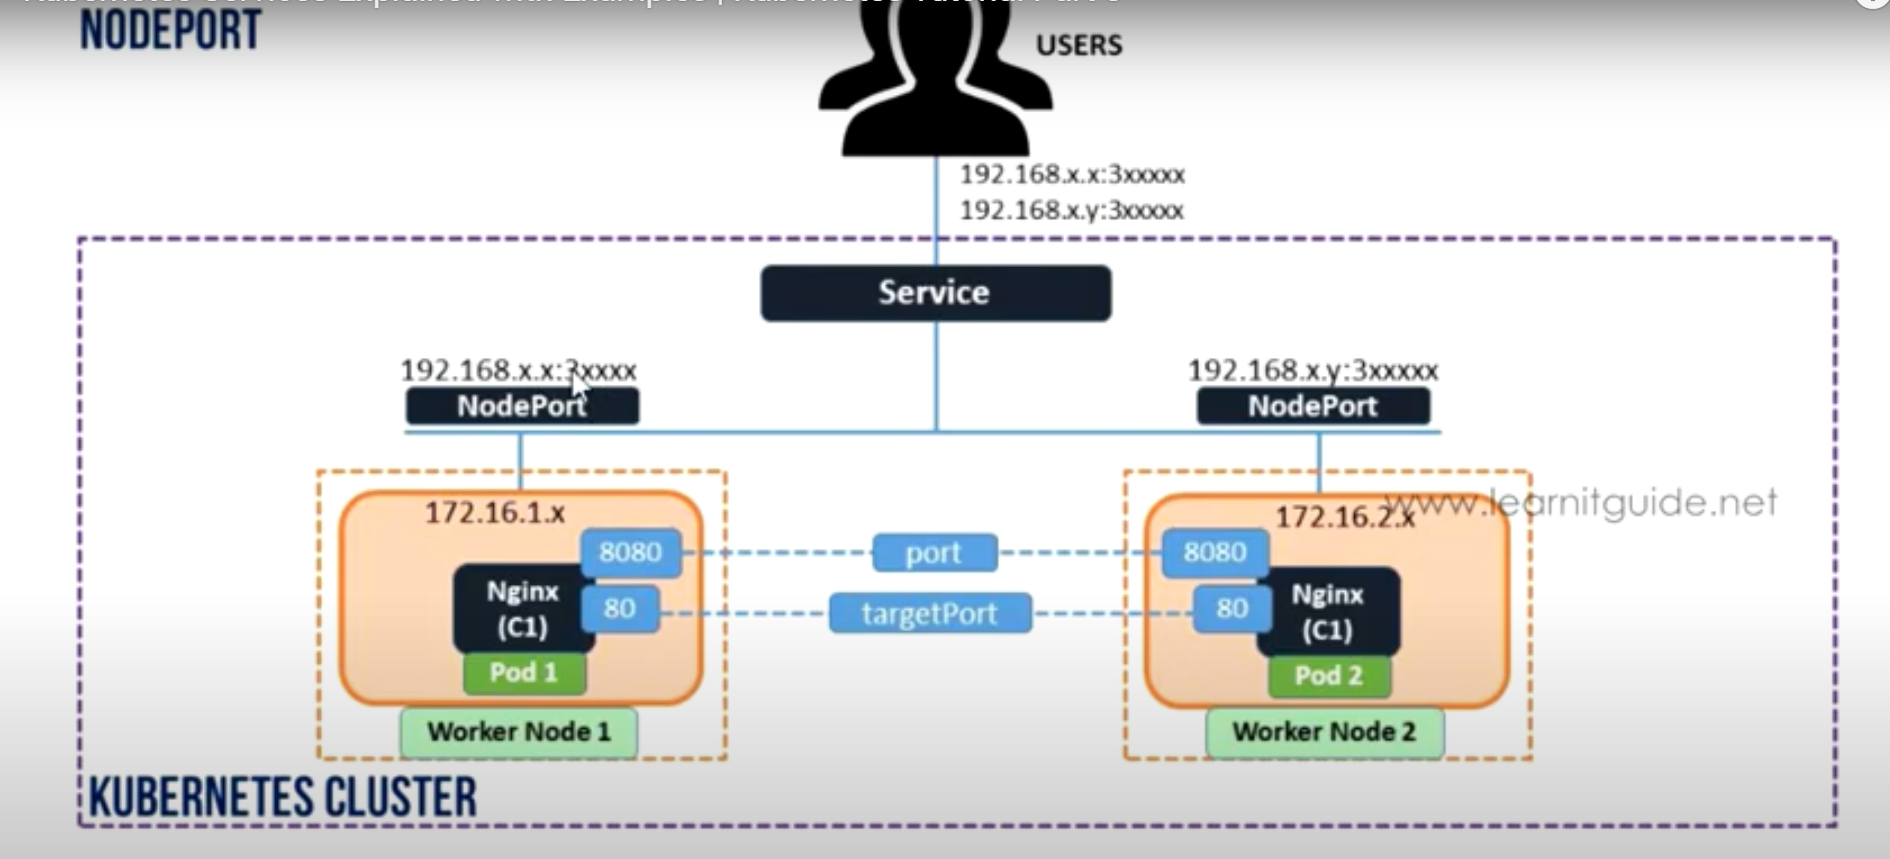 NODEPORT
USERS
192.168.x.x:3xxxxx
192.168.x.y:3xxxxx
Service
192.168.x.x:3xxxx
NodePort
192.168.x.y:3xxxxx
NodePort
172.16.1.x
8080
Nginx
(C1)
80
Pod 1
Worker Node 1
port
targetPort
www.learnitguide.net
172.16.2.x
8080
80
Nginx
(C1)
Pod 2
Worker Node 2
KUBERNETES CLUSTER